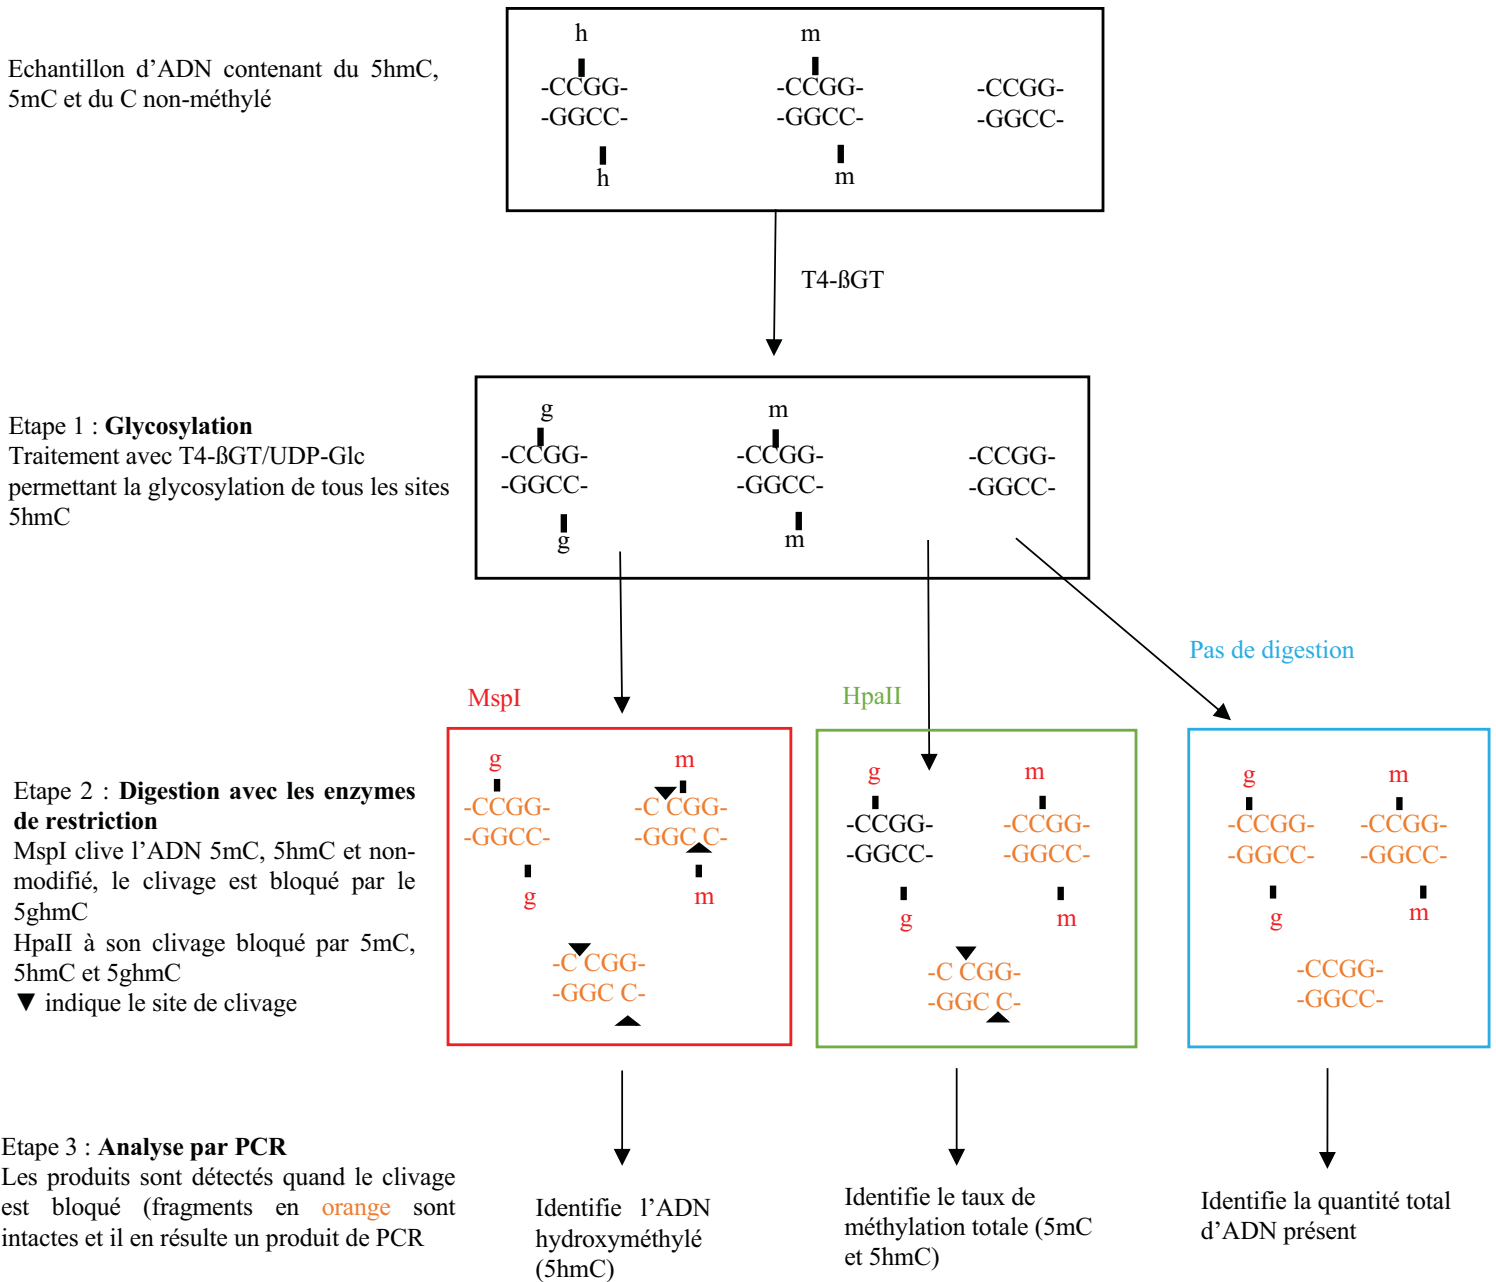 h
m
Echantillon d’ADN contenant du 5hmC,
5mC et du C non-méthylé
-CCGG-
-GGCC-
-CCGG-
-GGCC-
-CCGG-
-GGCC-
h
m
T4-ßGT
Etape 1 : Glycosylation
Traitement avec T4-ßGT/UDP-Glc
permettant la glycosylation de tous les sites
5hmC
g
m
-CCGG-
-GGCC-
-CCGG-
-GGCC-
-CCGG-
-GGCC-
g
m
Pas de digestion
MspI
HpaII
Etape 2 : Digestion avec les enzymes
de restriction
MspI clive l’ADN 5mC, 5hmC et non-
modifié, le clivage est bloqué par le
5ghmC
HpaII à son clivage bloqué par 5mC,
5hmC et 5ghmC
▼ indique le site de clivage
g
m
-CCGG-
-GGCC-
-C CGG-
-GGC C-
g
m
-C CGG-
-GGC C-
g
m
-CCGG-
-GGCC-
-CCGG-
-GGCC-
g
m
-C CGG-
-GGC C-
g
m
-CCGG-
-GGCC-
-CCGG-
-GGCC-
g
m
-CCGG-
-GGCC-
Etape 3 : Analyse par PCR
Les produits sont détectés quand le clivage
est bloqué (fragments en orange sont
intactes et il en résulte un produit de PCR
Identifie l’ADN
hydroxyméthylé
(5hmC)
Identifie le taux de
méthylation totale (5mC
et 5hmC)
Identifie la quantité total
d’ADN présent